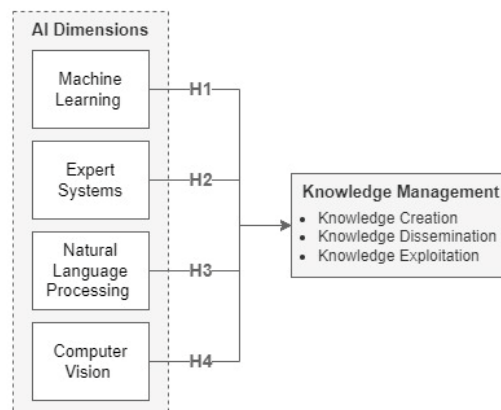 AI Dimensions
Machine
Learning
H1
Expert
Systems
H2
Natural
Language
Processing
H3
Computer
Vision
H4
Knowledge Management
• Knowledge Creation
• Knowledge Dissemination
• Knowledge Exploitation